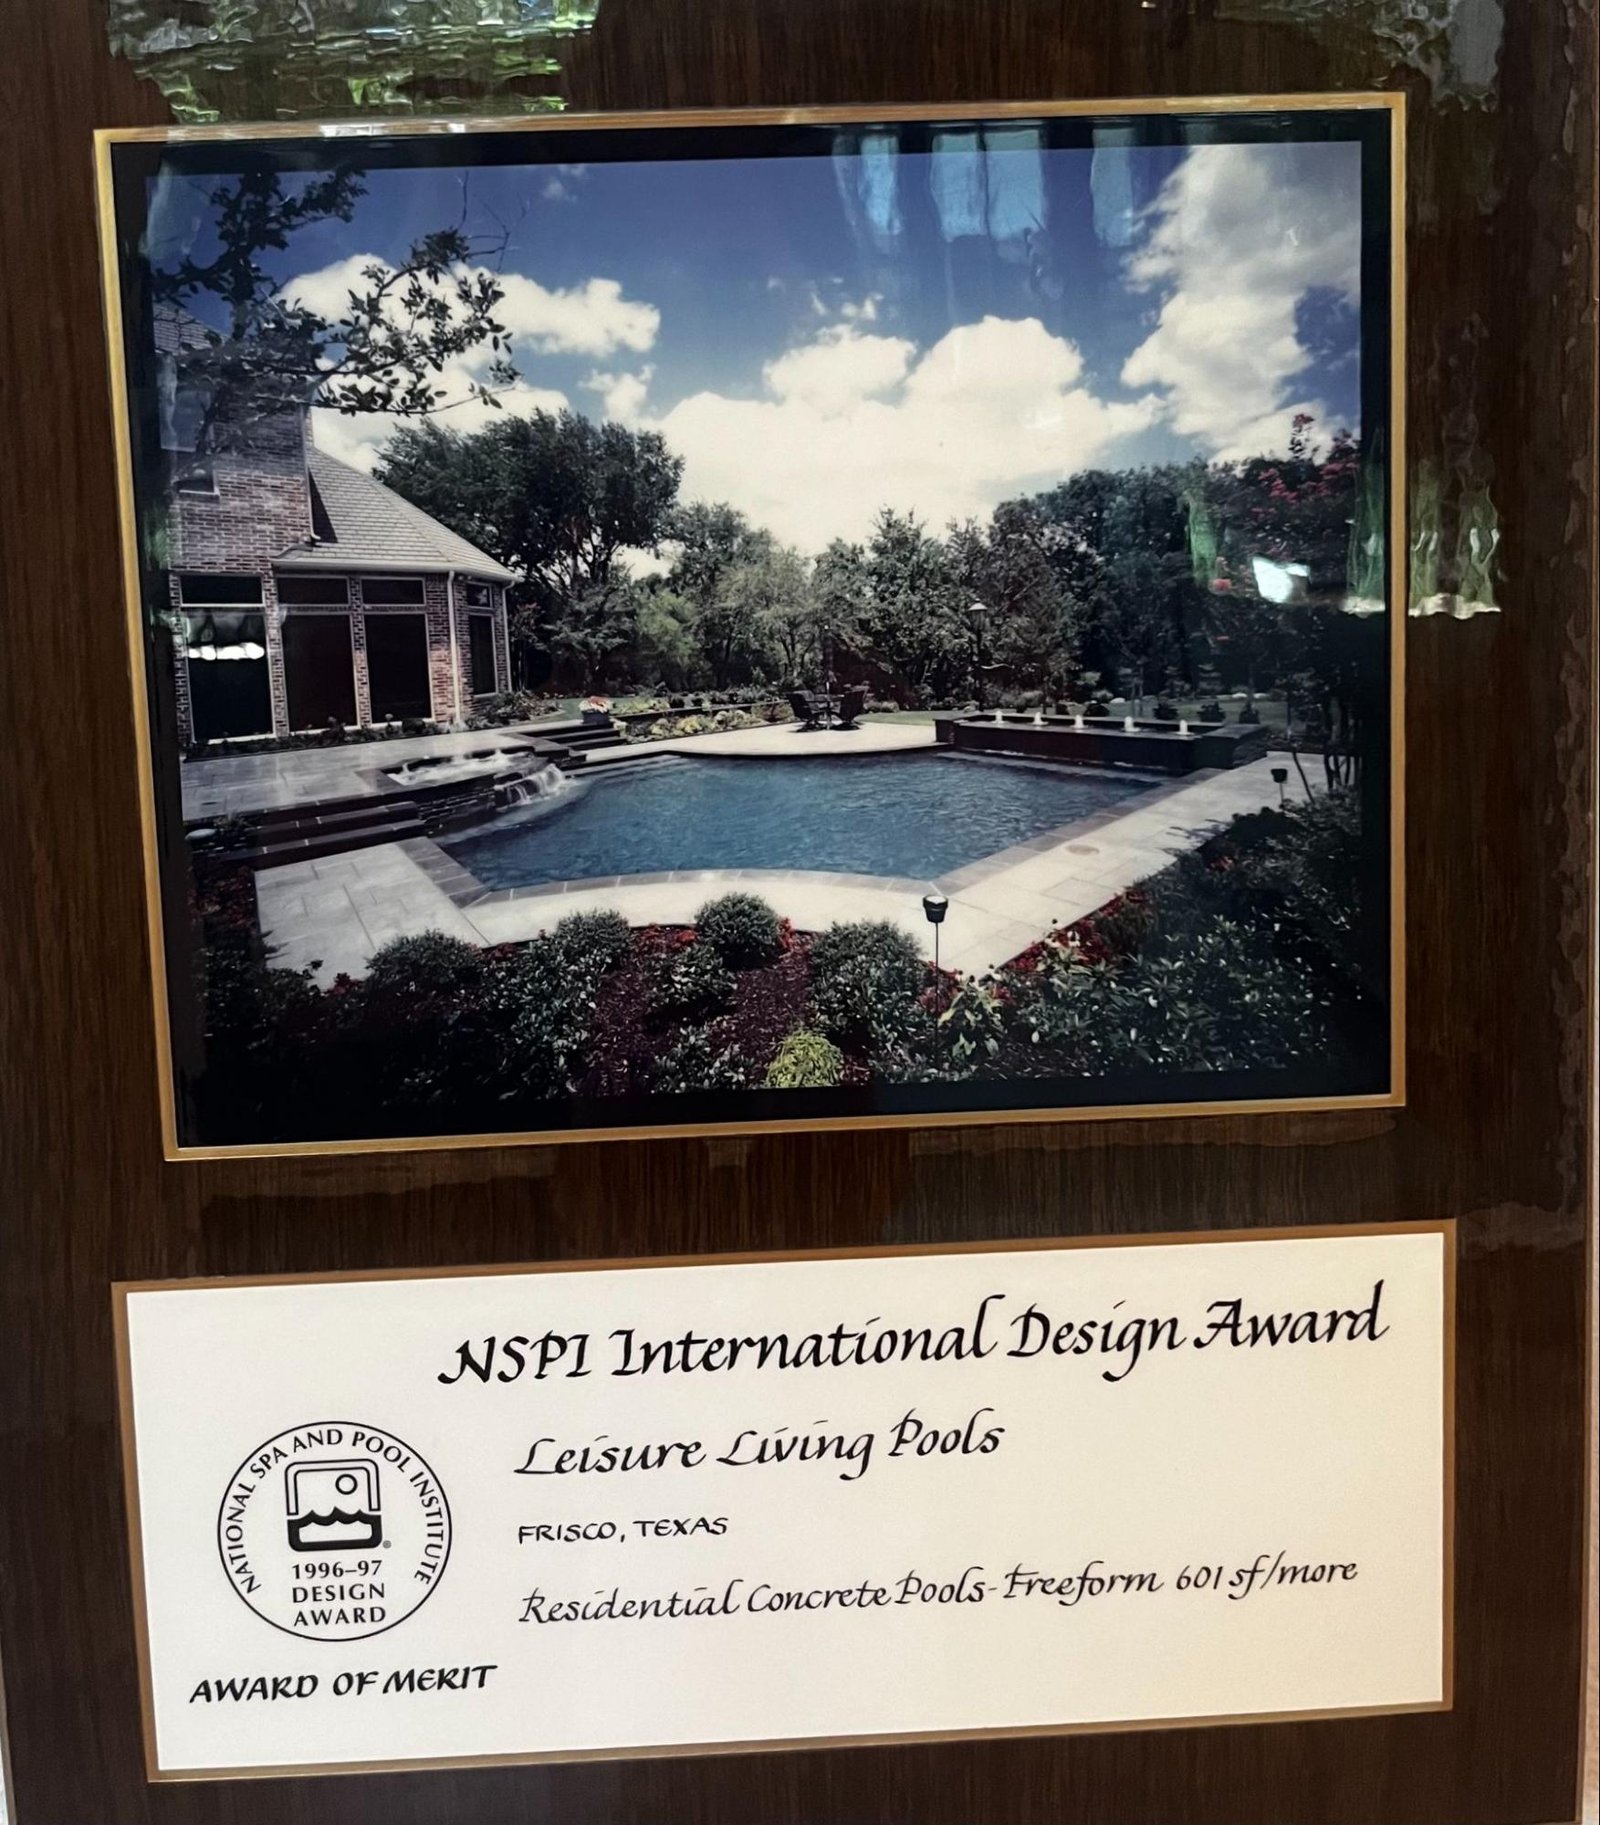 NSPI International Design Award
Leisure Living Pools
FRISCO, TEXAS
Residential Concrete Pools-Freeform 601 sf/more
NATIONAL SPA AND POOL INSTITUTE
®
1996–97
DESIGN
AWARD
AWARD OF MERIT